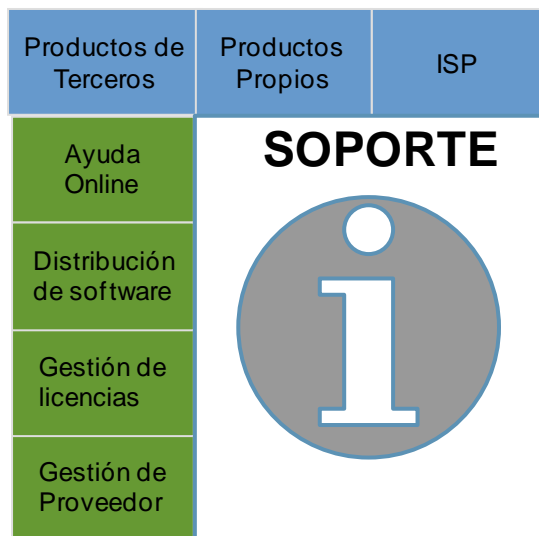 Productos de
Terceros
Productos
Propios
ISP
SOPORTE
Ayuda
Online
Distribución
de software
Gestión de
licencias
Gestión de
Proveedor